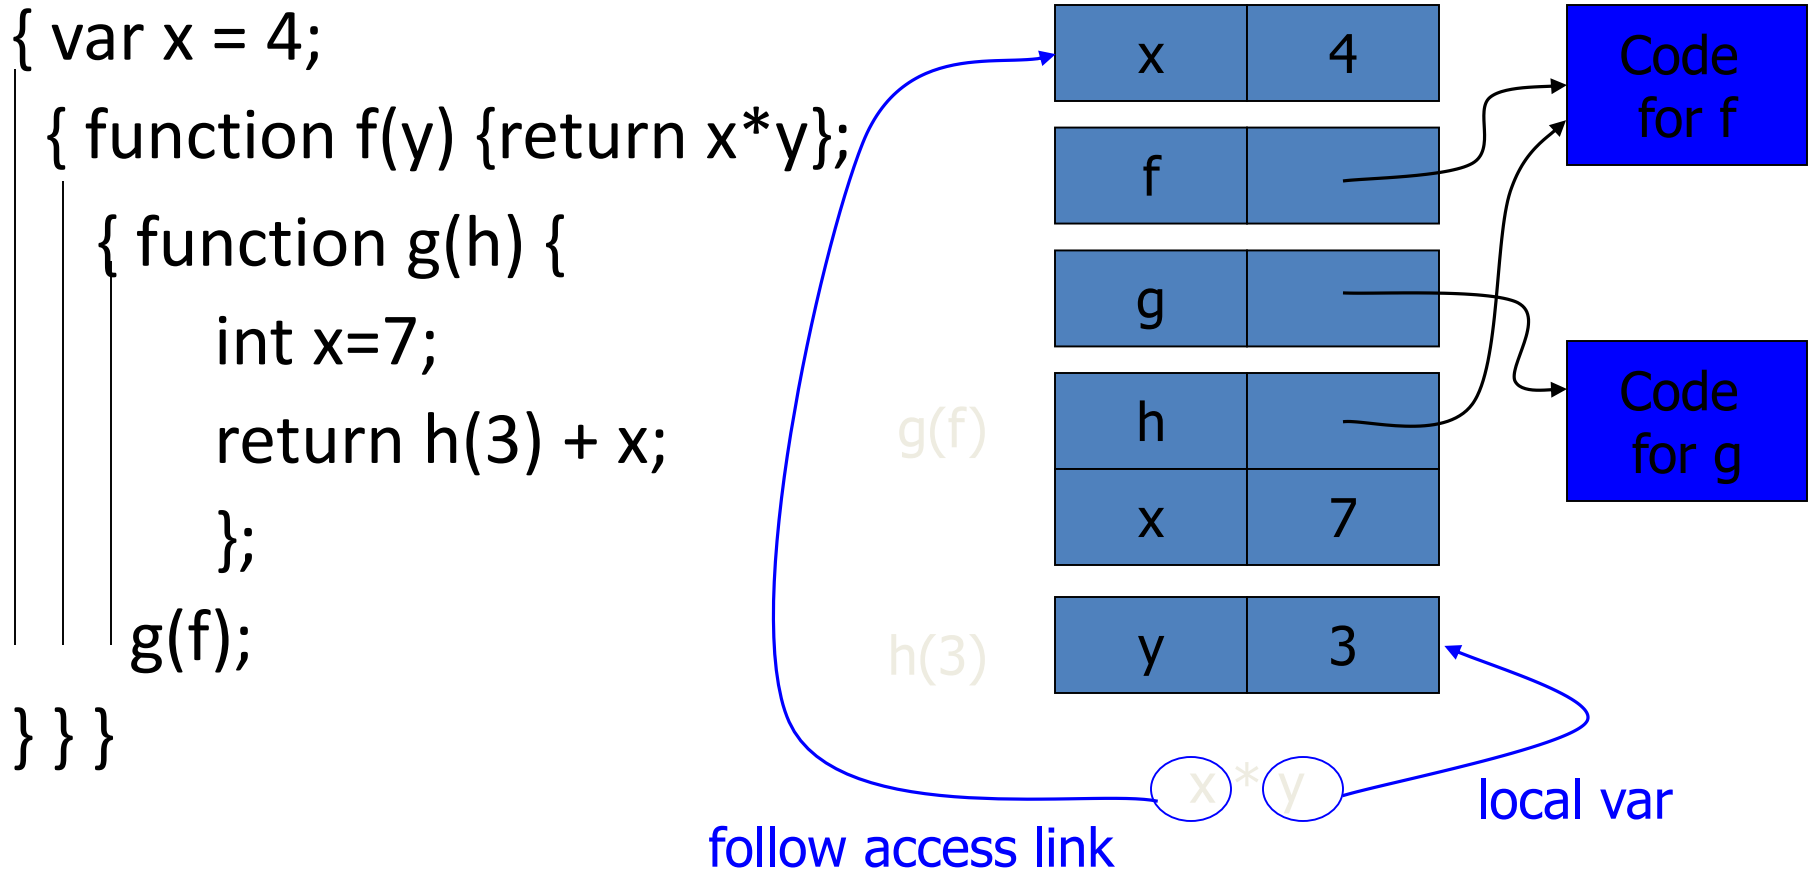 { var x = 4;
{ function f(y) {return x*y};
{ function g(h) {
int x=7;
return h(3) + x;
};
g(f);
} } }
x 4
f
g
g(f)
h
x 7
h(3)
y 3
x * y
local var
follow access link
Code
for f
Code
for g